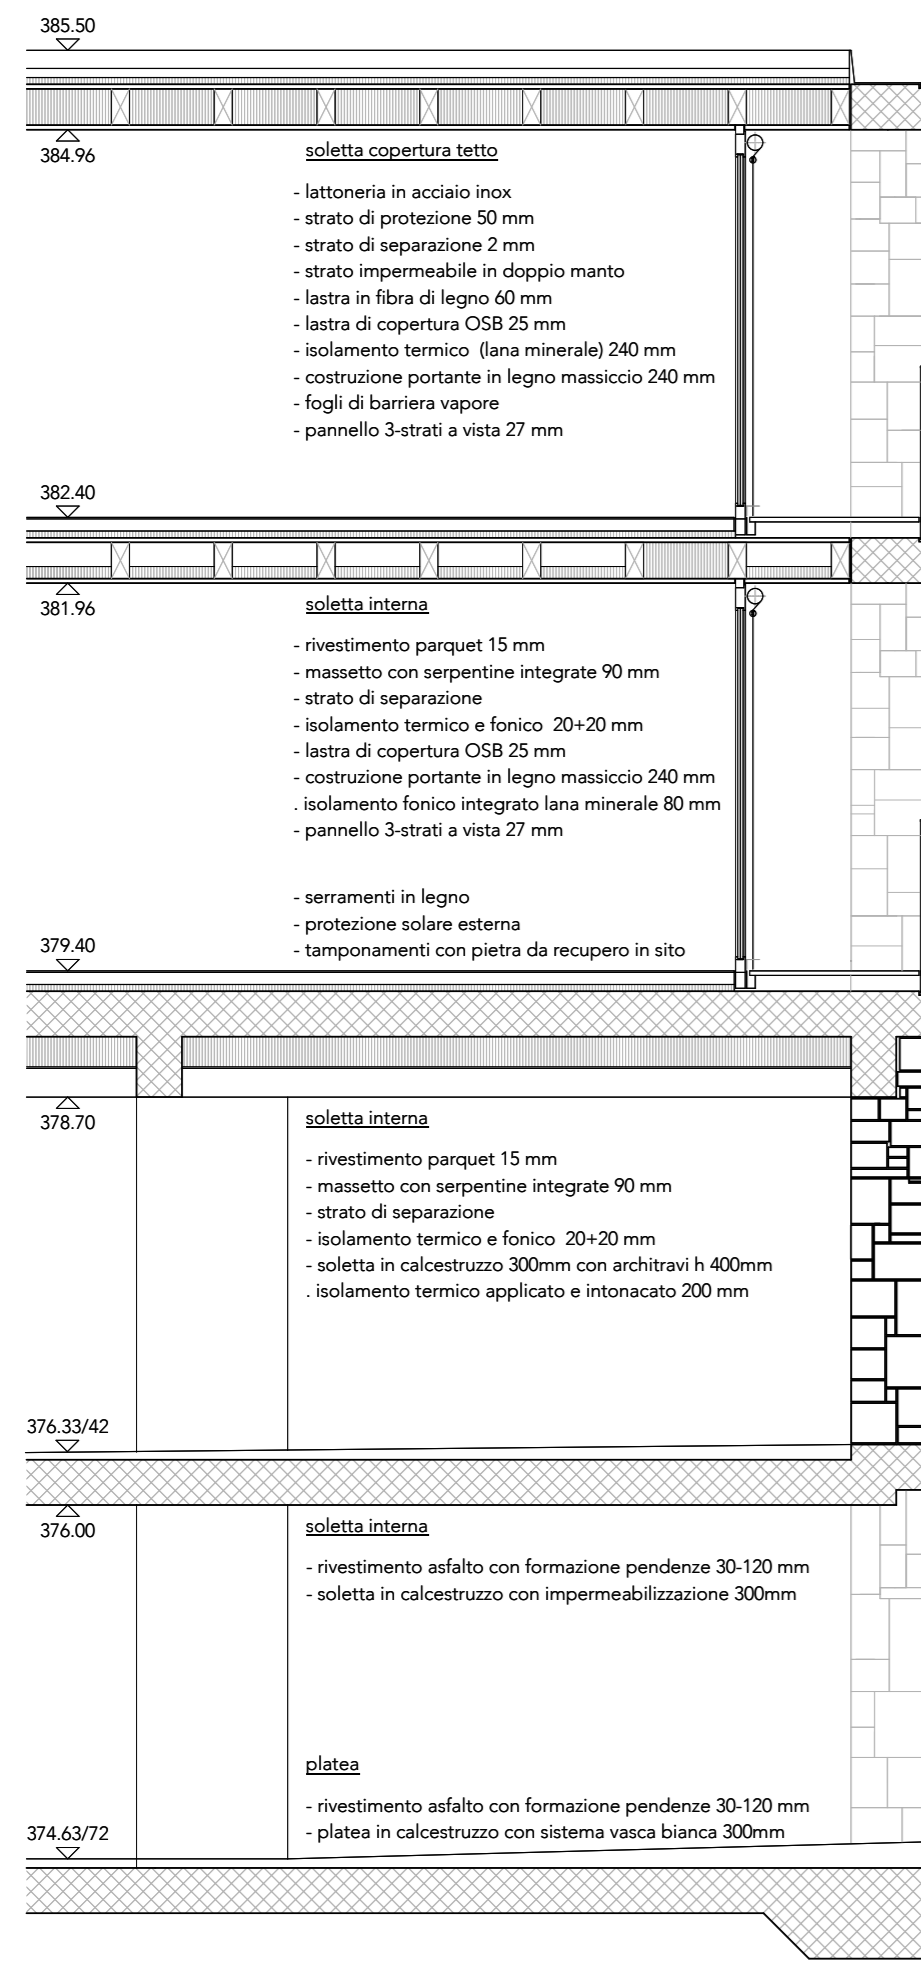 385.50
384.96
soletta copertura tetto
- lattoneria in acciaio inox
- strato di protezione 50 mm
- strato di separazione 2 mm
- strato impermeabile in doppio manto
- lastra in fibra di legno 60 mm
- lastra di copertura OSB 25 mm
- isolamento termico (lana minerale) 240 mm
- costruzione portante in legno massiccio 240 mm
- fogli di barriera vapore
- pannello 3-strati a vista 27 mm
382.40
381.96
soletta interna
- rivestimento parquet 15 mm
- massetto con serpentine integrate 90 mm
- strato di separazione
- isolamento termico e fonico 20+20 mm
- lastra di copertura OSB 25 mm
- costruzione portante in legno massiccio 240 mm
. isolamento fonico integrato lana minerale 80 mm
- pannello 3-strati a vista 27 mm
- serramenti in legno
- protezione solare esterna
- tamponamenti con pietra da recupero in sito
379.40
378.70
soletta interna
- rivestimento parquet 15 mm
- massetto con serpentine integrate 90 mm
- strato di separazione
- isolamento termico e fonico 20+20 mm
- soletta in calcestruzzo 300mm con architravi h 400mm
. isolamento termico applicato e intonacato 200 mm
376.33/42
376.00
soletta interna
- rivestimento asfalto con formazione pendenze 30-120 mm
- soletta in calcestruzzo con impermeabilizzazione 300mm
platea
- rivestimento asfalto con formazione pendenze 30-120 mm
- platea in calcestruzzo con sistema vasca bianca 300mm
374.63/72